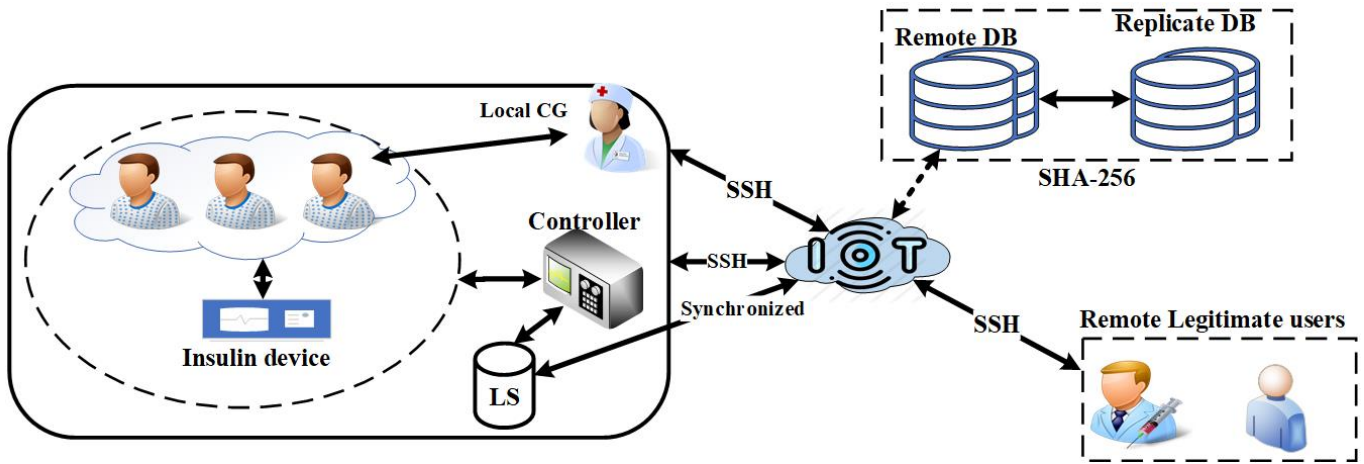 Remote DB
Replicate DB
SHA-256
Local CG
SSH
Controller
IOT
SSH
Synchronized
SSH
Insulin device
LS
Remote Legitimate users